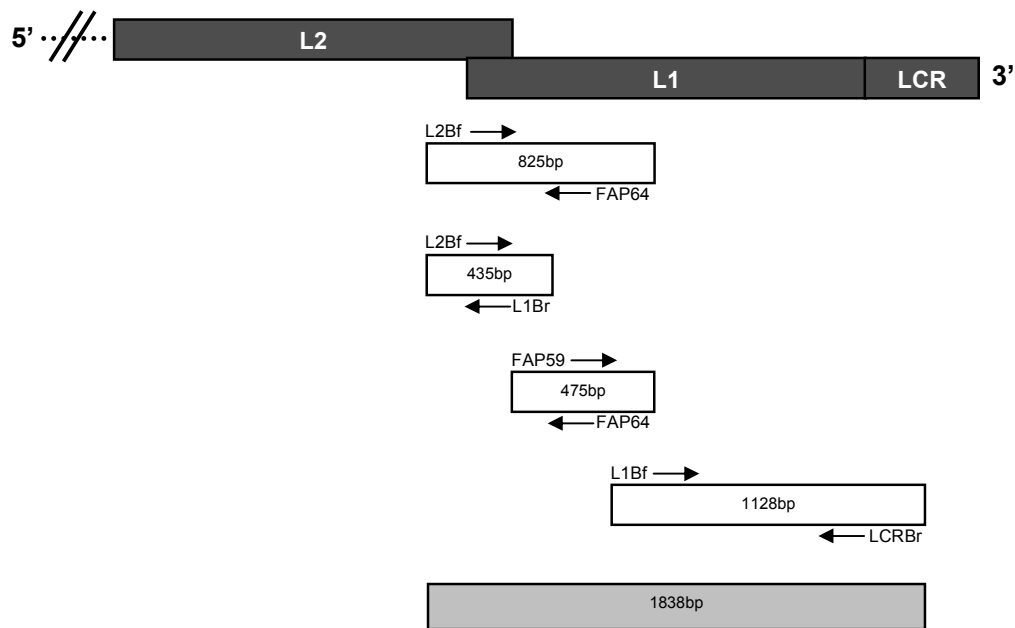 5’ L2
L1 LCR 3’
L2Bf
825bp
FAP64
L2Bf
435bp
L1Br
FAP59
475bp
FAP64
L1Bf
1128bp
LCRBr
1838bp